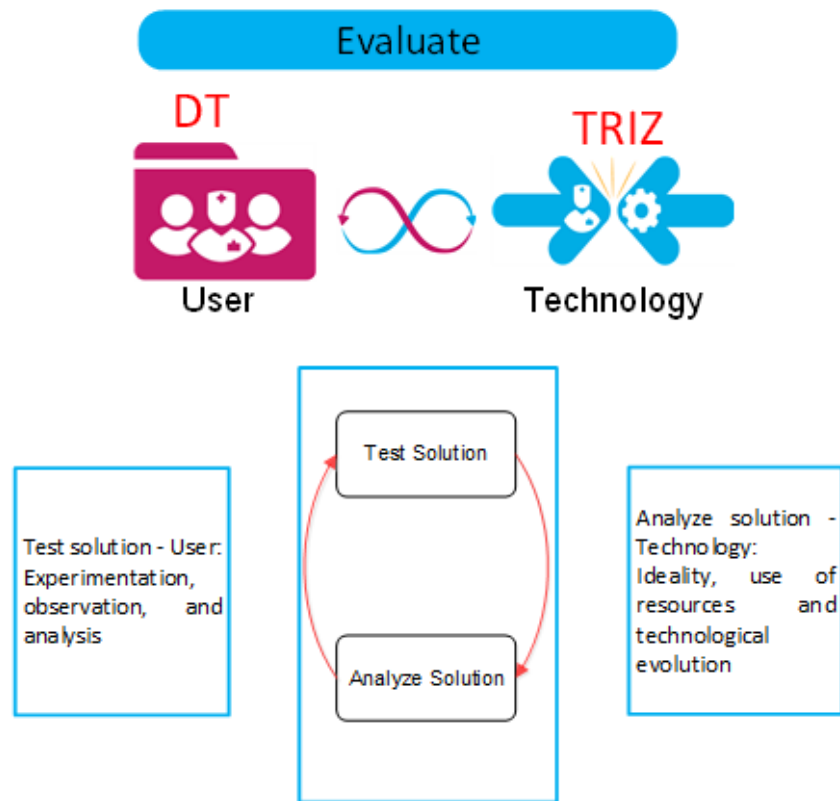 Evaluate
DT
TRIZ
User
Technology
Test Solution
Test solution - User:
Experimentation,
observation, and
analysis
Analyze solution -
Technology:
Ideality, use of
resources and
technological
evolution
Analyze Solution